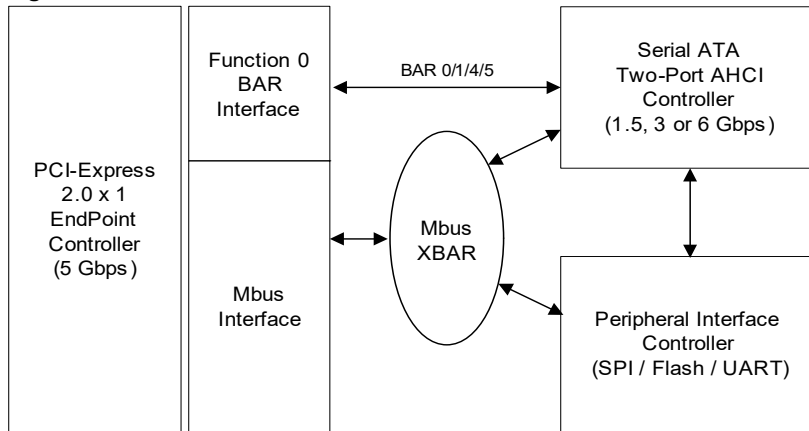 PCI-Express
2.0 x 1
EndPoint
Controller
(5 Gbps)
Function 0
BAR
Interface
Mbus
Interface
BAR 0/1/4/5
Mbus
XBAR
Serial ATA
Two-Port AHCI
Controller
(1.5, 3 or 6 Gbps)
Peripheral Interface
Controller
(SPI / Flash / UART)